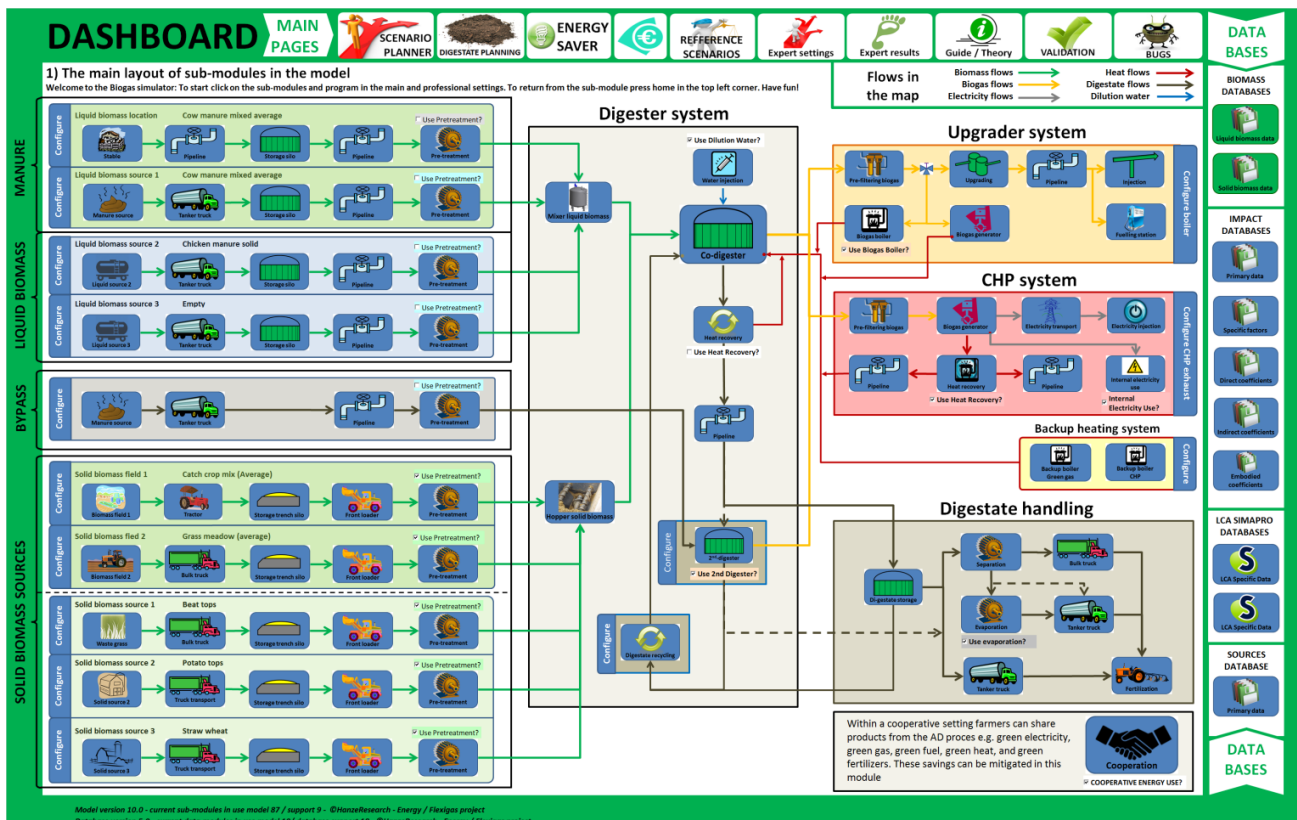 DASHBOARD
MAIN
PAGES
SCENARIO
PLANNER
DIGESTATE PLANNING
ENERGY
SAVER
REFFERENCE
SCENARIOS
Expert settings
Expert results
Guide / Theory
VALIDATION
BUGS
DATA
BASES
1) The main layout of sub-modules in the model
Welcome to the Biogas simulator: To start click on the sub-modules and program in the main and professional settings. To return from the sub-module press home in the top left corner. Have fun!
Flows in
the map
Biomass flows
Biogas flows
Electricity flows
Heat flows
Digestate flows
Dilution water
MANURE
Configure
Liquid biomass location
Cow manure mixed average
Use Pretreatment?
Stable
Pipeline
Storage silo
Pipeline
Pre-treatment
Configure
Liquid biomass source 1
Cow manure mixed average
Use Pretreatment?
Manure source
Tanker truck
Storage silo
Pipeline
Pre-treatment
LIQUID BIOMASS
Configure
Liquid biomass source 2
Chicken manure solid
Use Pretreatment?
Liquid source 2
Tanker truck
Storage silo
Pipeline
Pre-treatment
Configure
Liquid biomass source 3
Empty
Use Pretreatment?
Liquid source 3
Tanker truck
Storage silo
Pipeline
Pre-treatment
BYPASS
Configure
Use Pretreatment?
Manure source
Tanker truck
Pipeline
Pre-treatment
SOLID BIOMASS SOURCES
Configure
Solid biomass field 1
Catch crop mix (Average)
Use Pretreatment?
Biomass field 1
Tractor
Storage trench silo
Front loader
Pre-treatment
Configure
Solid biomass fied 2
Grass meadow (average)
Use Pretreatment?
Biomass field 2
Bulk truck
Storage trench silo
Front loader
Pre-treatment
Configure
Solid biomass source 1
Beat tops
Use Pretreatment?
Waste grass
Bulk truck
Storage trench silo
Front loader
Pre-treatment
Configure
Solid biomass source 2
Potato tops
Use Pretreatment?
Solid source 2
Truck transport
Storage trench silo
Front loader
Pre-treatment
Configure
Solid biomass source 3
Straw wheat
Use Pretreatment?
Solid source 3
Truck transport
Storage trench silo
Front loader
Pre-treatment
Digester system
Use Dilution Water?
Water injection
Mixer liquid biomass
Co-digester
Heat recovery
Use Heat Recovery?
Pipeline
Hopper solid biomass
Configure
2nd digester
Use 2nd Digester?
Configure
Digestate recycling
Upgrader system
Pre-filtering biogas
Upgrading
Pipeline
Injection
Biogas boiler
Use Biogas Boiler?
Biogas generator
Fuelling station
Configure boiler
CHP system
Pre-filtering biogas
Biogas generator
Electricity transport
Electricity injection
Pipeline
Heat recovery
Use Heat Recovery?
Pipeline
Internal electricity
use
Internal
Electricity Use?
Configure CHP exhaust
Backup heating system
Backup boiler
Green gas
Backup boiler
CHP
Configure
Digestate handling
Di-gestate storage
Separation
Bulk truck
Evaporation
Use evaporation?
Tanker truck
Tanker truck
Fertilization
Within a cooperative setting farmers can share
products from the AD proces e.g. green electricity,
green gas, green fuel, green heat, and green
fertilizers. These savings can be mitigated in this
module
Cooperation
COOPERATIVE ENERGY USE?
BIOMASS
DATABASES
Liquid biomass data
Solid biomass data
IMPACT
DATABASES
Primary data
Specific factors
Direct coefficients
Indirect coefficients
Embodied
coefficients
LCA SIMAPRO
DATABASES
LCA Specific Data
LCA Specific Data
SOURCES
DATABASE
Primary data
DATA
BASES
Model version 10.0 - current sub-modules in use model 87 / support 9 - ©HanzeResearch - Energy / Flexigas project